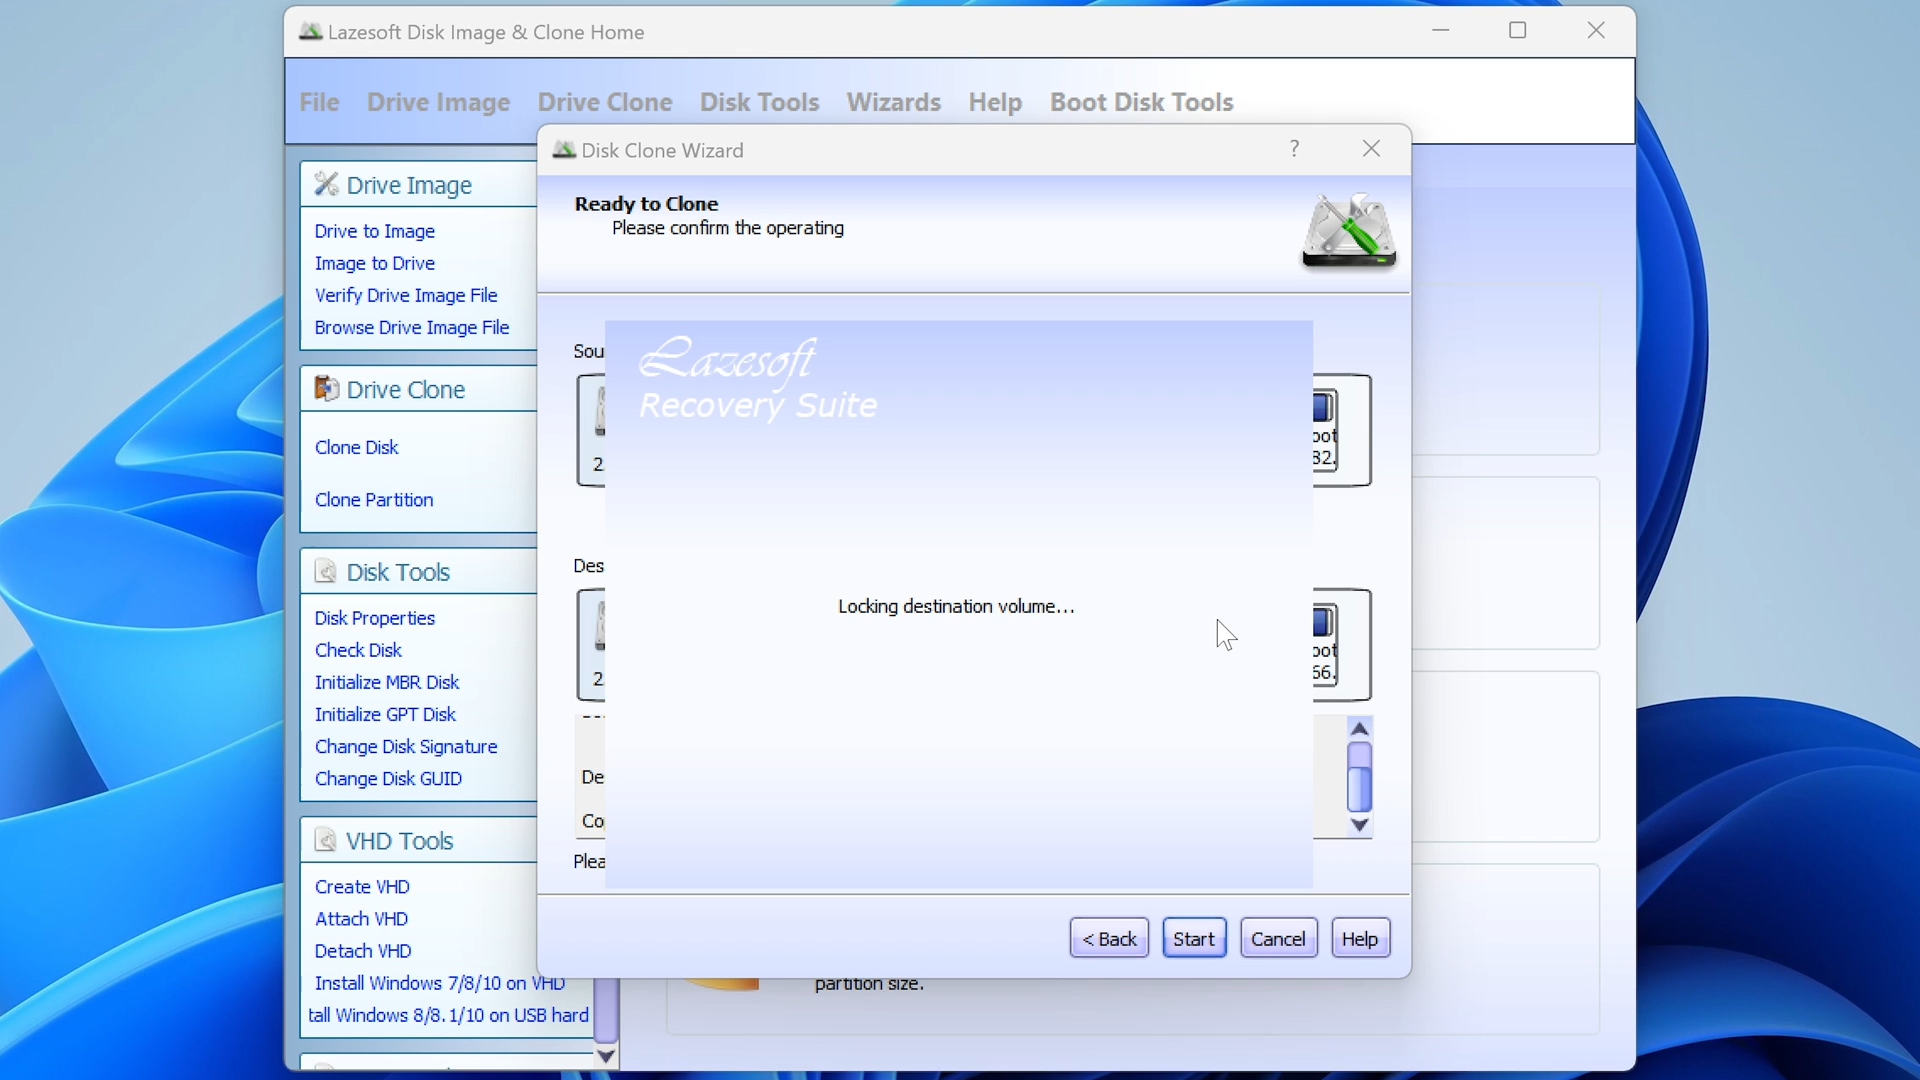 Lazesoft Disk Image & Clone Home
File Drive Image Drive Clone Disk Tools Wizards Help Boot Disk Tools
Disk Clone Wizard
?
Ready to Clone
Please confirm the operating
Drive Image
Drive to Image
Image to Drive
Verify Drive Image File
Browse Drive Image File
Drive Clone
Clone Disk
Clone Partition
Disk Tools
Disk Properties
Check Disk
Initialize MBR Disk
Initialize GPT Disk
Change Disk Signature
Change Disk GUID
VHD Tools
Create VHD
Attach VHD
Detach VHD
Install Windows 7/8/10 on VHD
tall Windows 8/8.1/10 on USB hard
Sou
2
oot
82.
Lazesoft
Recovery Suite
Locking destination volume...
Des
2
oot
66.
De
Co
Plea
< Back Start Cancel Help
partition size.